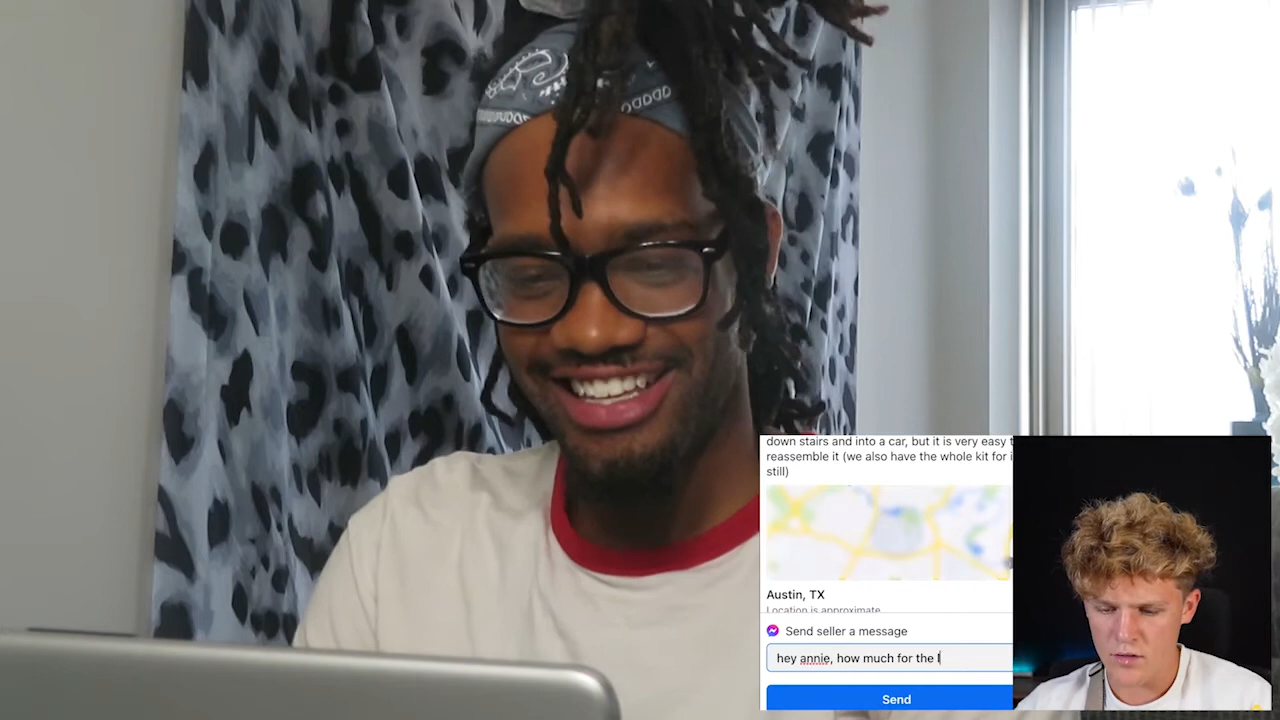 down stairs and into a car, but it is very easy
reassemble it (we also have the whole kit for
still)
Austin, TX
Location is approximate
Send seller a message
hey annie, how much for the l
Send